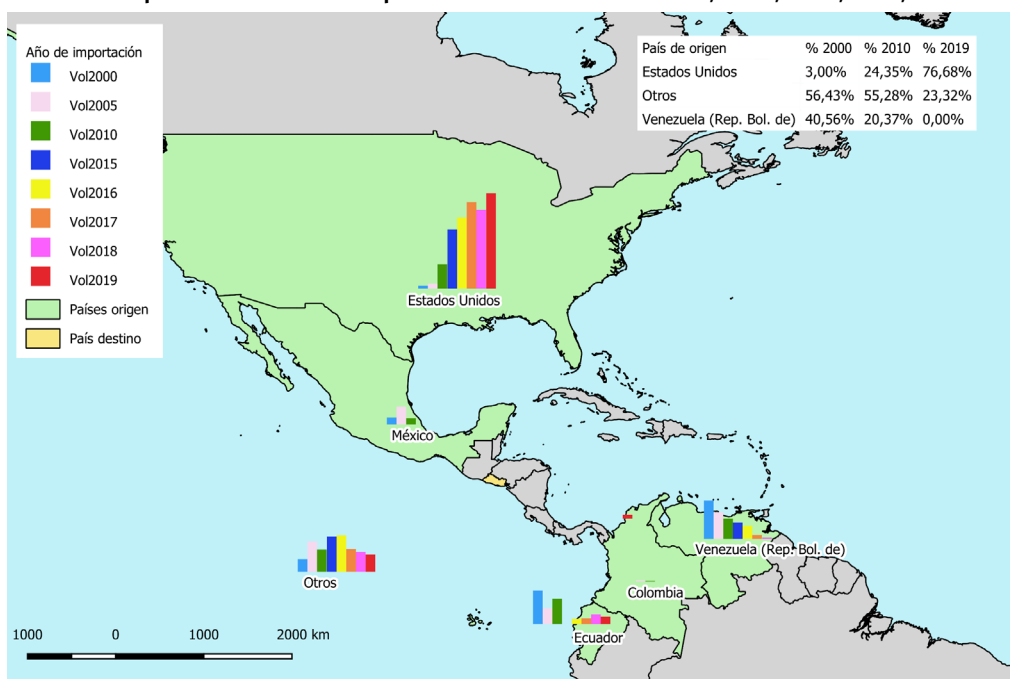 Año de importación
Vol2000
Vol2005
Vol2010
Vol2015
Vol2016
Vol2017
Vol2018
Vol2019
Países origen
País destino
País de origen % 2000 % 2010 % 2019
Estados Unidos 3,00% 24,35% 76,68%
Otros 56,43% 55,28% 23,32%
Venezuela (Rep. Bol. de) 40,56% 20,37% 0,00%
Estados Unidos
México
Venezuela (Rep. Bol. de)
Otros
Colombia
Ecuador
1000 0 1000 2000 km